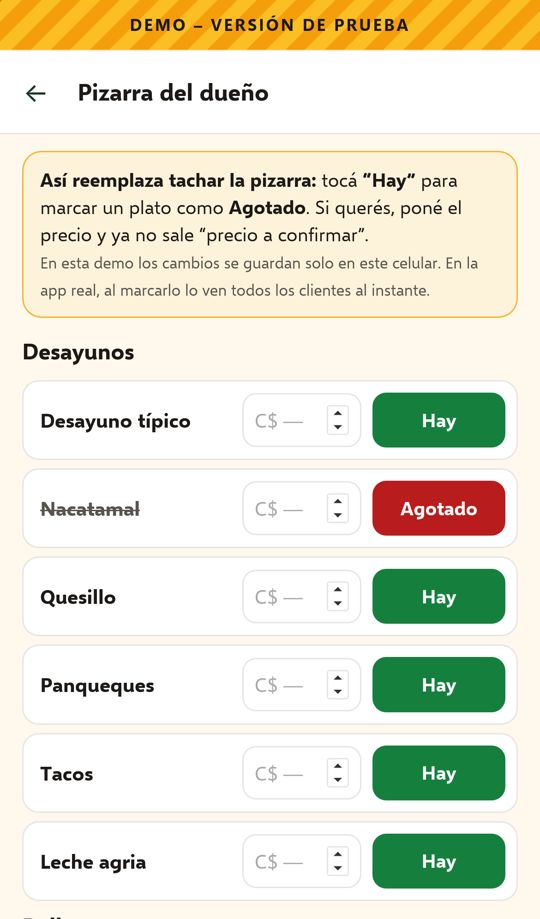 DEMO – VERSIÓN DE PRUEBA
← Pizarra del dueño
Así reemplaza tachar la pizarra: tocá “Hay” para
marcar un plato como Agotado. Si querés, poné el
precio y ya no sale “precio a confirmar”.
En esta demo los cambios se guardan solo en este celular. En la
app real, al marcarlo lo ven todos los clientes al instante.
Desayunos
Desayuno típico C$ — Hay
Nacatamal C$ — Agotado
Quesillo C$ — Hay
Panqueques C$ — Hay
Tacos C$ — Hay
Leche agria C$ — Hay